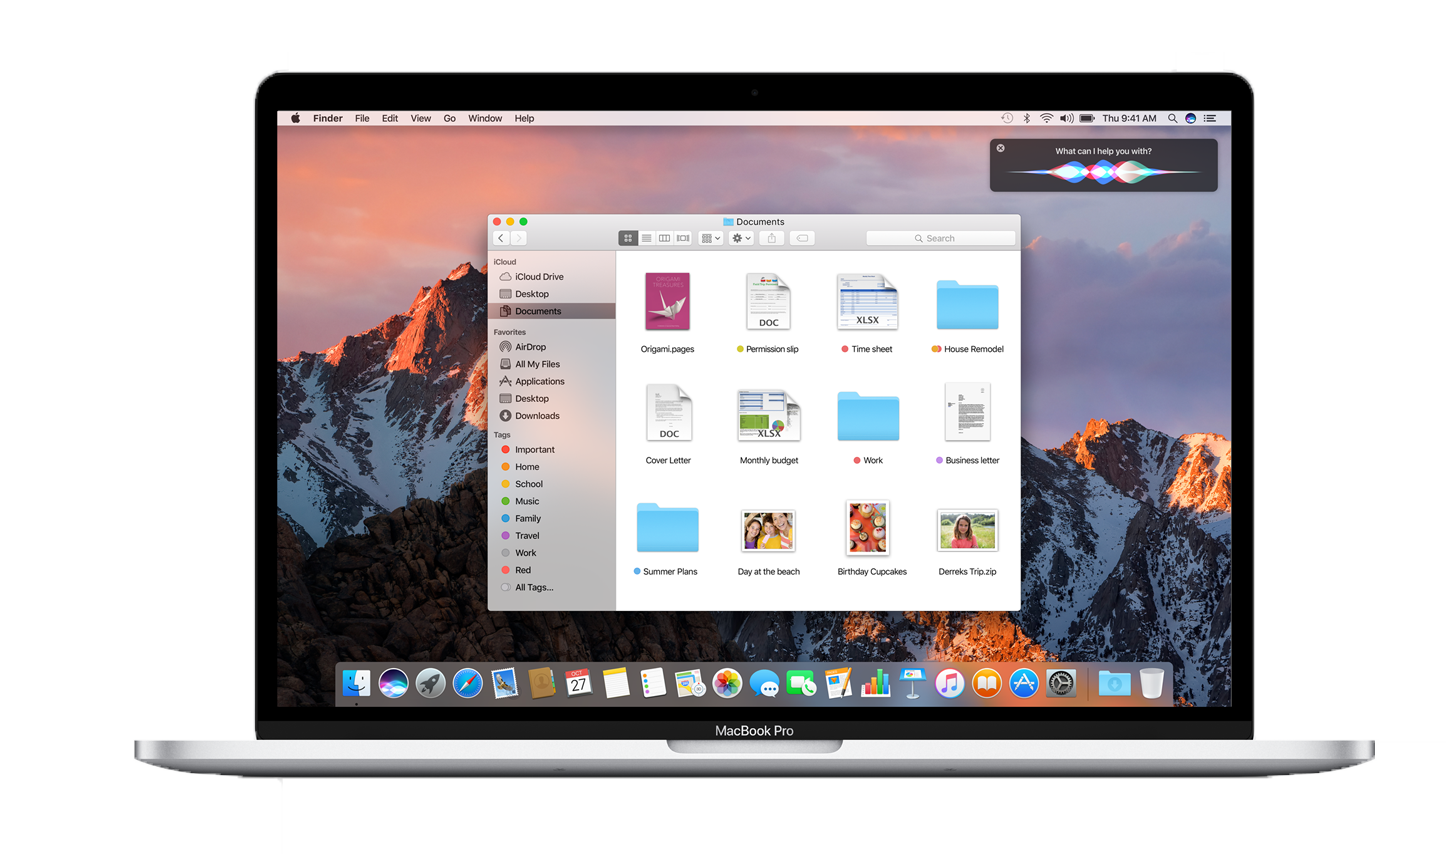 Finder File Edit View Go Window Help Thu 9:41 AM
What can I help you with?
Documents
Search
iCloud
iCloud Drive
Desktop
Documents
Favorites
AirDrop
All My Files
Applications
Desktop
Downloads
Tags
Important
Home
School
Music
Family
Travel
Work
Red
All Tags...
ORIGAMI
TREASURES
DOC
XLSX
Origami.pages Permission slip Time sheet House Remodel
DOC
XLSX
Cover Letter Monthly budget Work Business letter
Summer Plans Day at the beach Birthday Cupcakes Derreks Trip.zip
OCT
27
MacBook Pro